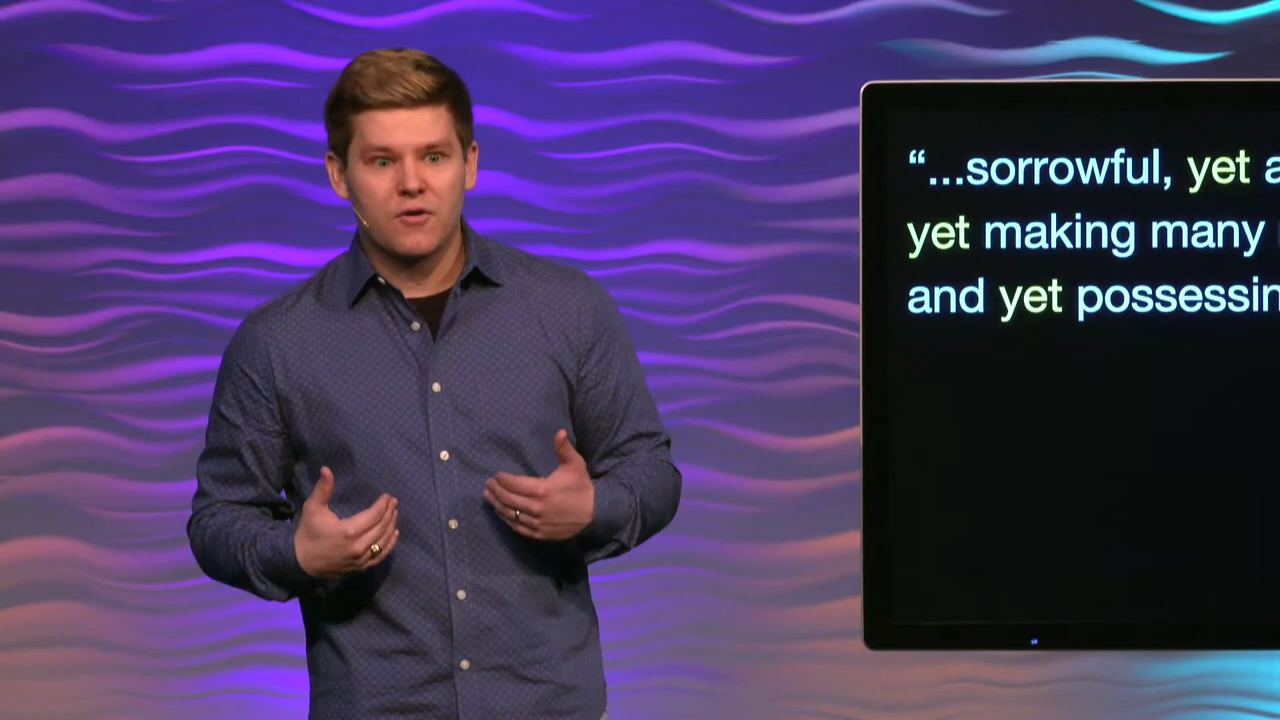 “...sorrowful, yet
yet making many
and yet possessin